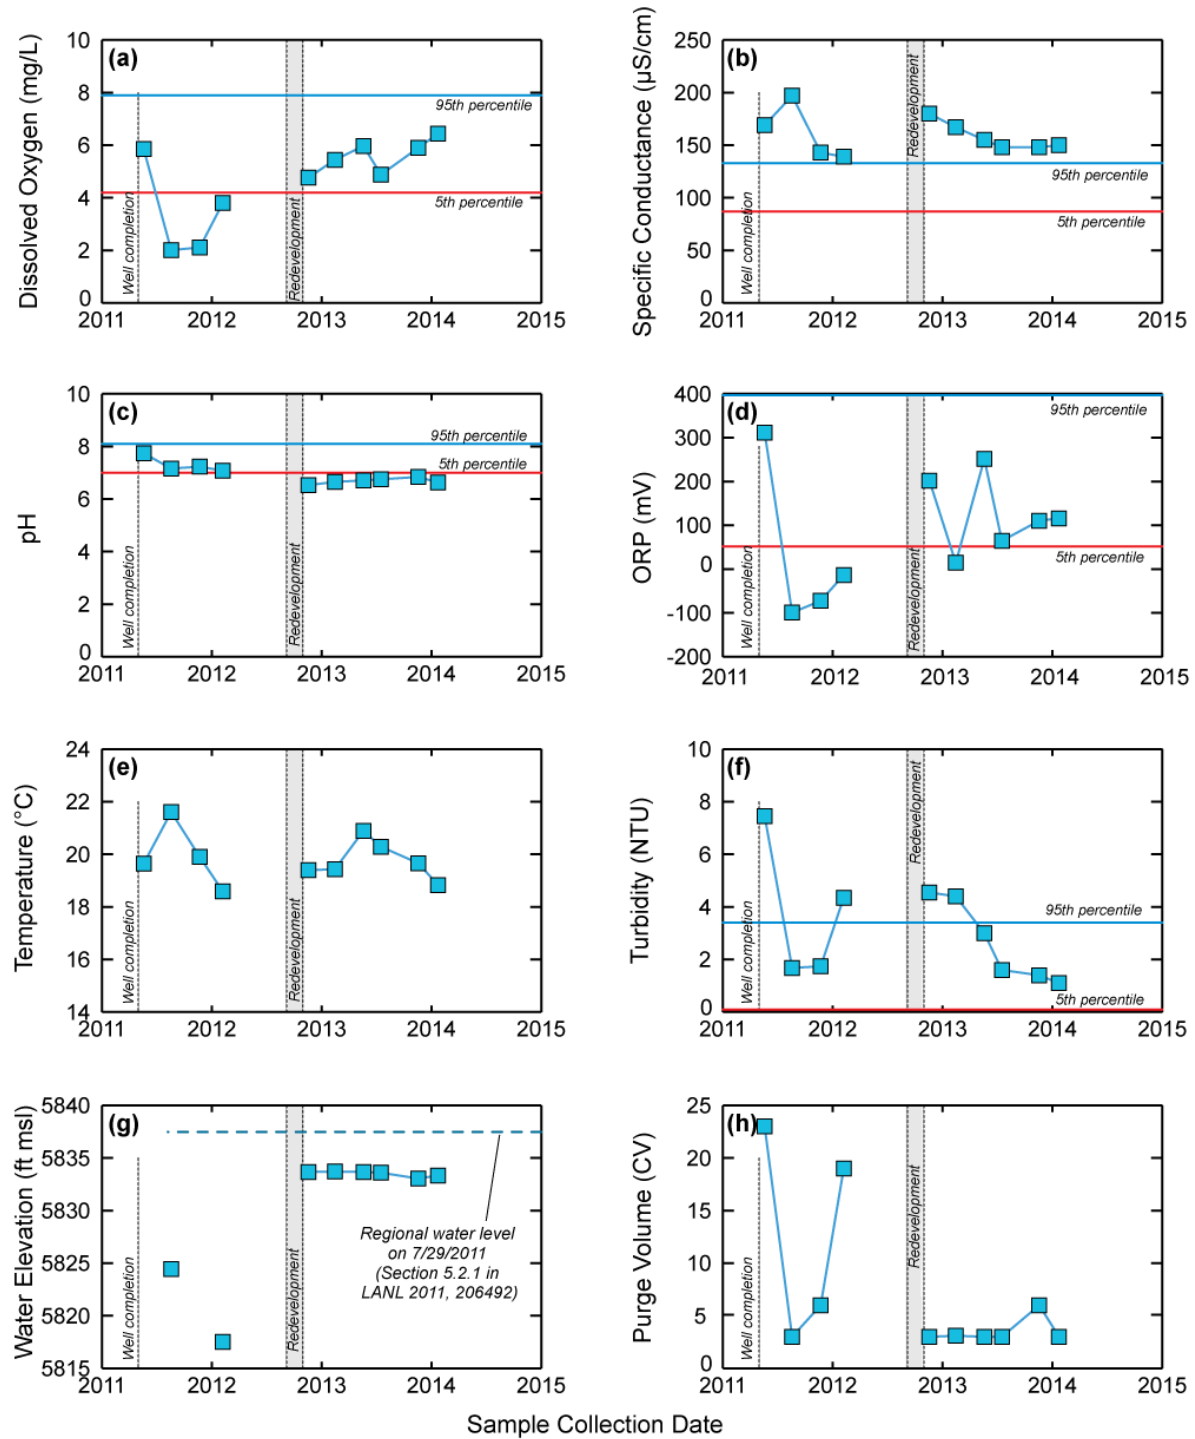 (a)
Dissolved Oxygen (mg/L)
10
8
6
4
2
0
95th percentile
5th percentile
Well completion
Redevelopment
2011 2012 2013 2014 2015
(b)
Specific Conductance (µS/cm)
250
200
150
100
50
0
Redevelopment
95th percentile
Well completion
5th percentile
2011 2012 2013 2014 2015
(c)
pH
10
8
6
4
2
0
95th percentile
5th percentile
Well completion
Redevelopment
2011 2012 2013 2014 2015
(d)
ORP (mV)
400
300
200
100
0
-100
-200
95th percentile
5th percentile
Well completion
Redevelopment
2011 2012 2013 2014 2015
(e)
Temperature (°C)
24
22
20
18
16
14
Well completion
Redevelopment
2011 2012 2013 2014 2015
(f)
Turbidity (NTU)
10
8
6
4
2
0
Redevelopment
95th percentile
Well completion
5th percentile
2011 2012 2013 2014 2015
(g)
Water Elevation (ft msl)
5840
5835
5830
5825
5820
5815
Regional water level
on 7/29/2011
(Section 5.2.1 in
LANL 2011, 206492)
Well completion
Redevelopment
2011 2012 2013 2014 2015
(h)
Purge Volume (CV)
25
20
15
10
5
0
Redevelopment
Well completion
2011 2012 2013 2014 2015
Sample Collection Date